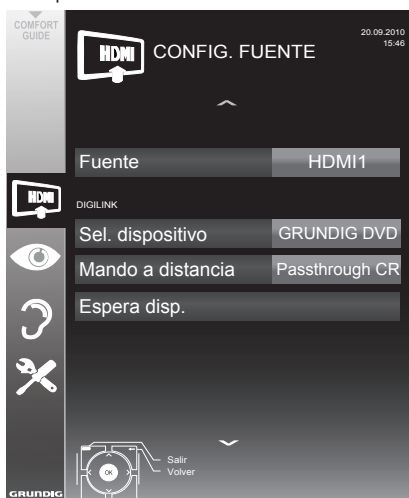 COMFORT
GUIDE
HDMI
CONFIG. FUENTE
20.09.2010
15:46
Fuente HDMI1
HDMI
DIGILINK
Sel. dispositivo GRUNDIG DVD
Mando a distancia Passthrough CR
Espera disp.
Salir
Volver
OK
GRUNDIG